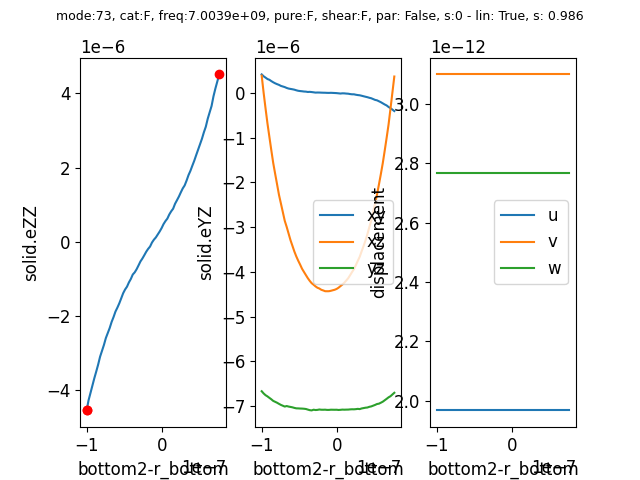 mode:73, cat:F, freq:7.0039e+09, pure:F, shear:F, par: False, s:0 - lin: True, s: 0.986
1e−6
1e−6
1e−12
solid.eZZ
4
2
0
−2
−4
−1
0
1e−7
bottom2-r_bottom
solid.eYZ
0
−1
−2
−3
−4
−5
−6
−7
xy
xz
yz
−1
0
1e−7
bottom2-r_bottom
displacement
3.0
2.8
2.6
2.4
2.2
2.0
u
v
w
−1
0
1e−7
bottom2-r_bottom